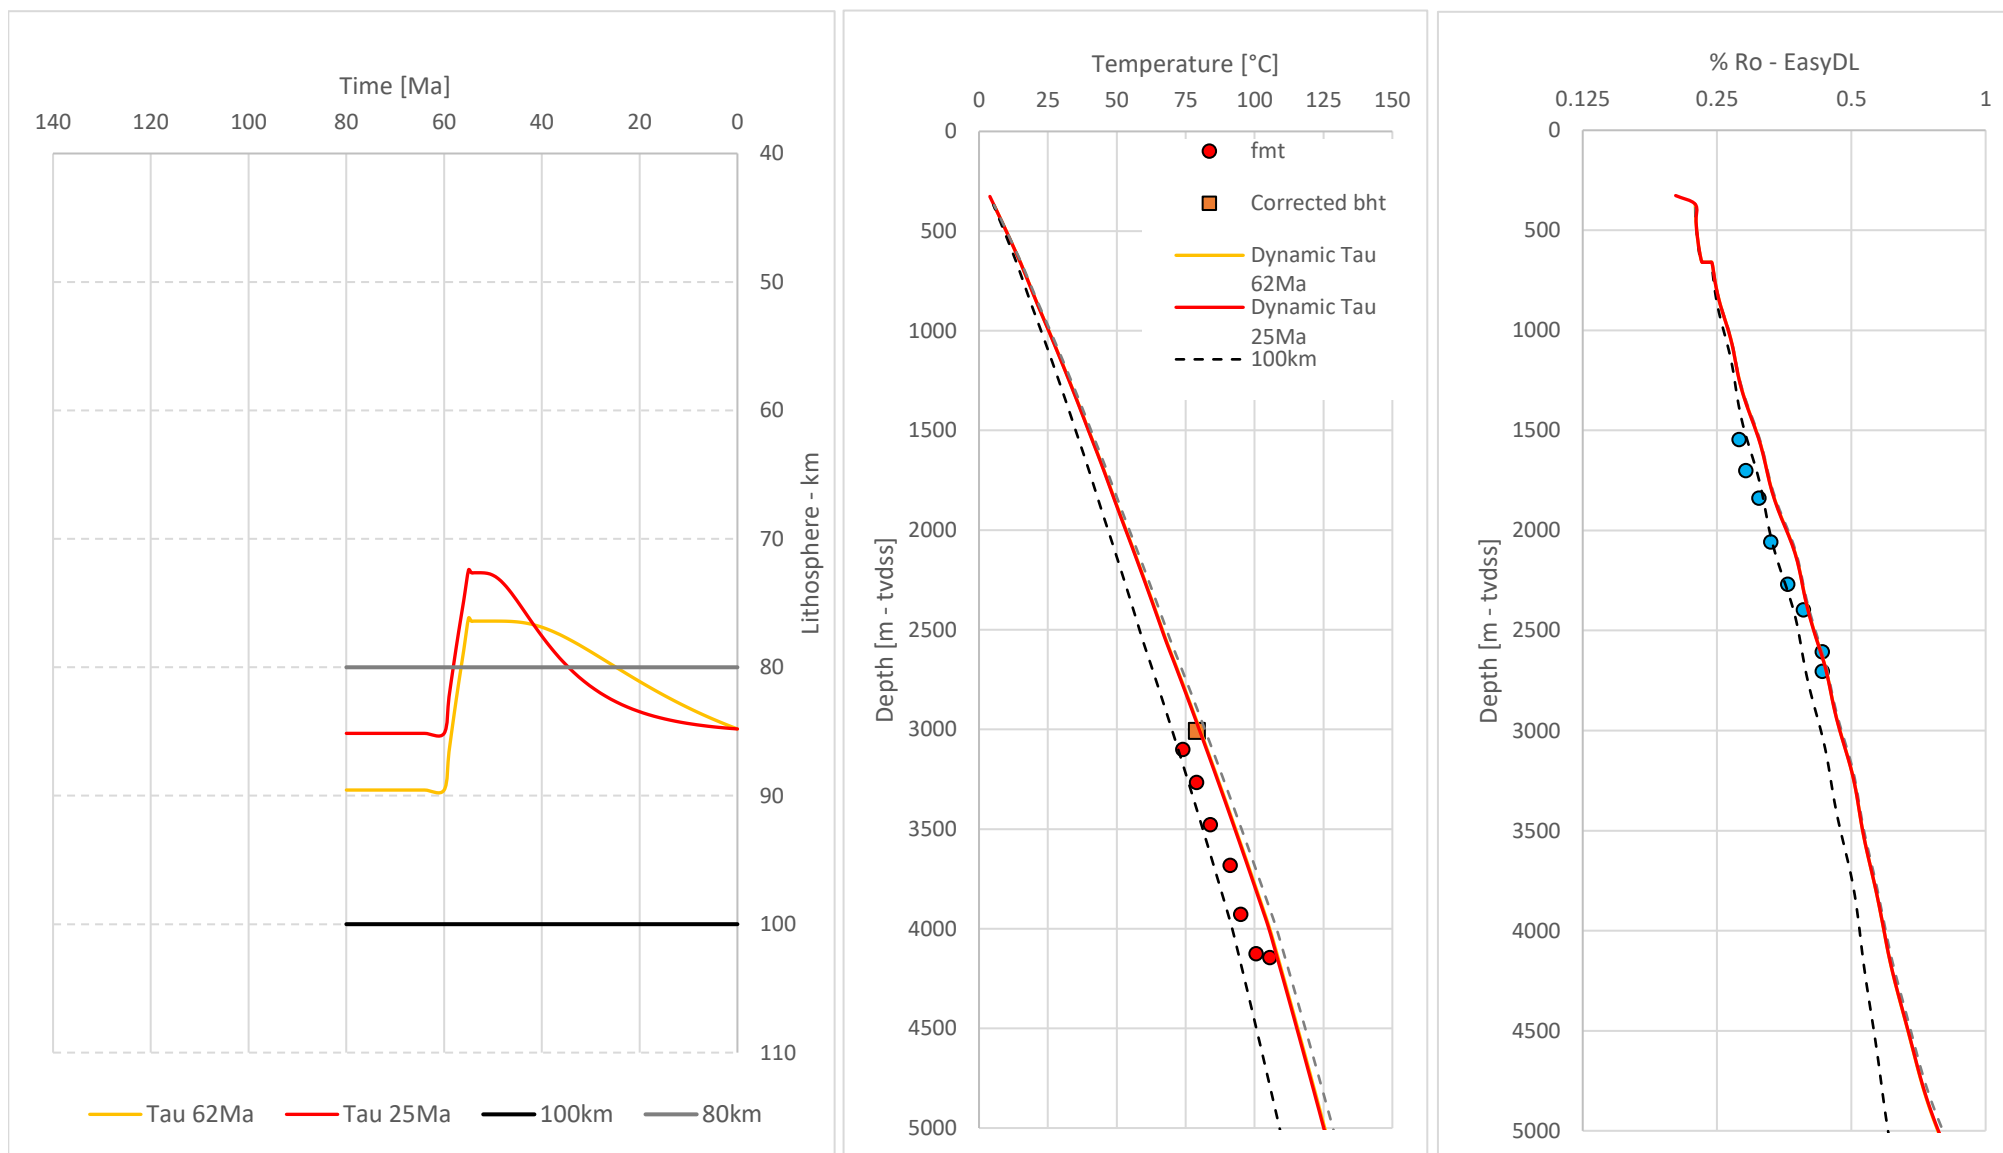 Time [Ma]
140 120 100 80 60 40 20 0
40
50
60
70
80
90
100
110
Lithosphere - km
Tau 62Ma Tau 25Ma 100km 80km
Temperature [°C]
0 25 50 75 100 125 150
0
500
1000
1500
2000
2500
3000
3500
4000
4500
5000
Depth [m - tvdss]
fmt
Corrected bht
Dynamic Tau
62Ma
Dynamic Tau
25Ma
100km
% Ro - EasyDL
0.125 0.25 0.5 1
0
500
1000
1500
2000
2500
3000
3500
4000
4500
5000
Depth [m - tvdss]